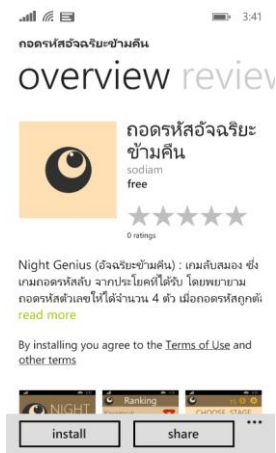 3:41
ถอดรหัสอัจฉริยะข้ามคืน
overview review
ถอดรหัสอัจฉริยะ
ข้ามคืน
sodiam
free
0 ratings
Night Genius (อัจฉริยะข้ามคืน) : เกมลับสมอง ซึ่ง
เกมถอดรหัสลับ จากประโยคที่ได้รับ โดยพยายาม
ถอดรหัสตัวเลขให้ได้จำนวน 4 ตัว เมื่อถอดรหัสถูกต้
read more
By installing you agree to the Terms of Use and
other terms
NIGHT
Ranking
CHOOSE STAGE
install share